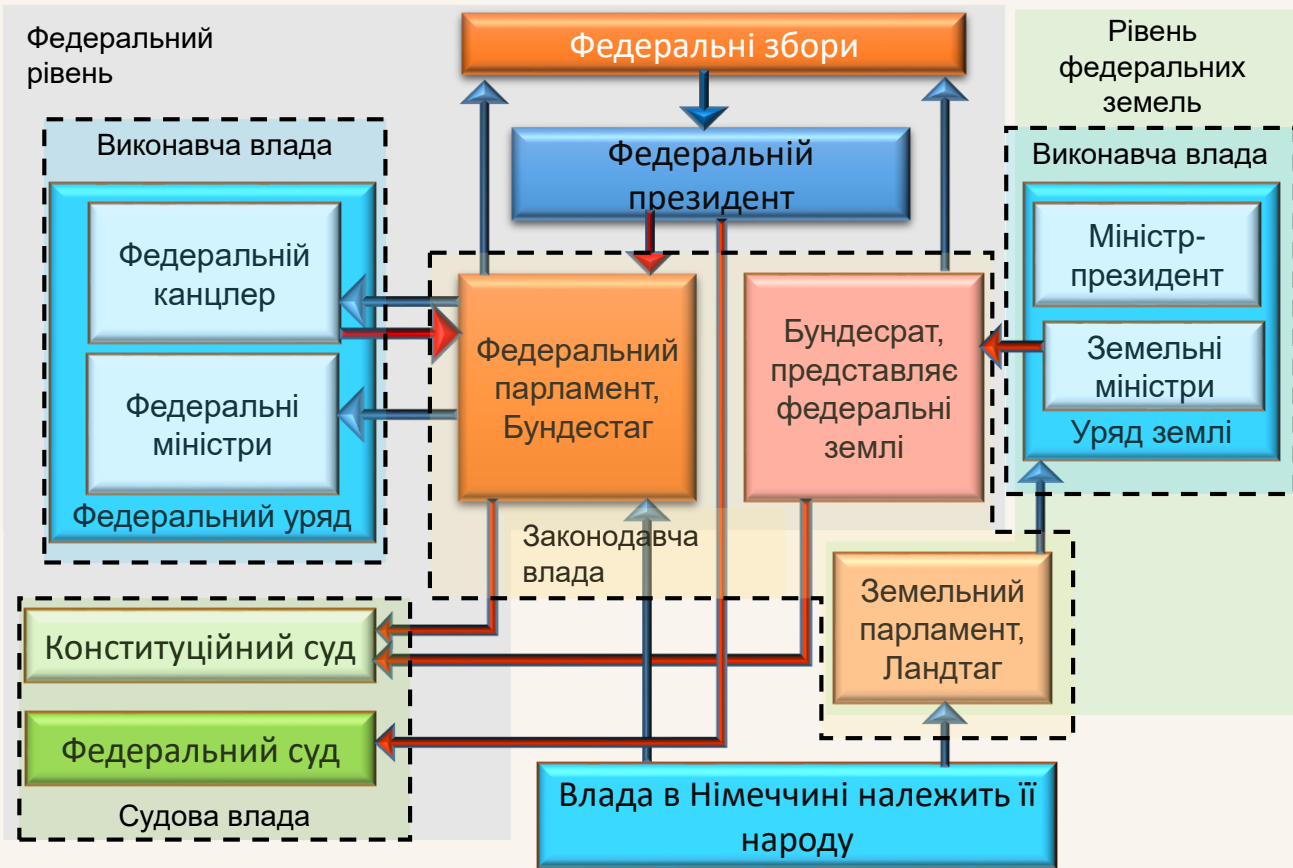 Федеральний
рівень
Федеральні збори
Рівень
федеральних
земель
Виконавча влада
Федеральній
президент
Виконавча влада
Федеральній
канцлер
Міністр-
президент
Федеральний
парламент,
Бундестаг
Бундесрат,
представляє
федеральні
землі
Земельні
міністри
Федеральні
міністри
Уряд землі
Федеральний уряд
Законодавча
влада
Земельний
парламент,
Ландтаг
Конституційний суд
Федеральний суд
Судова влада
Влада в Німеччині належить її
народу